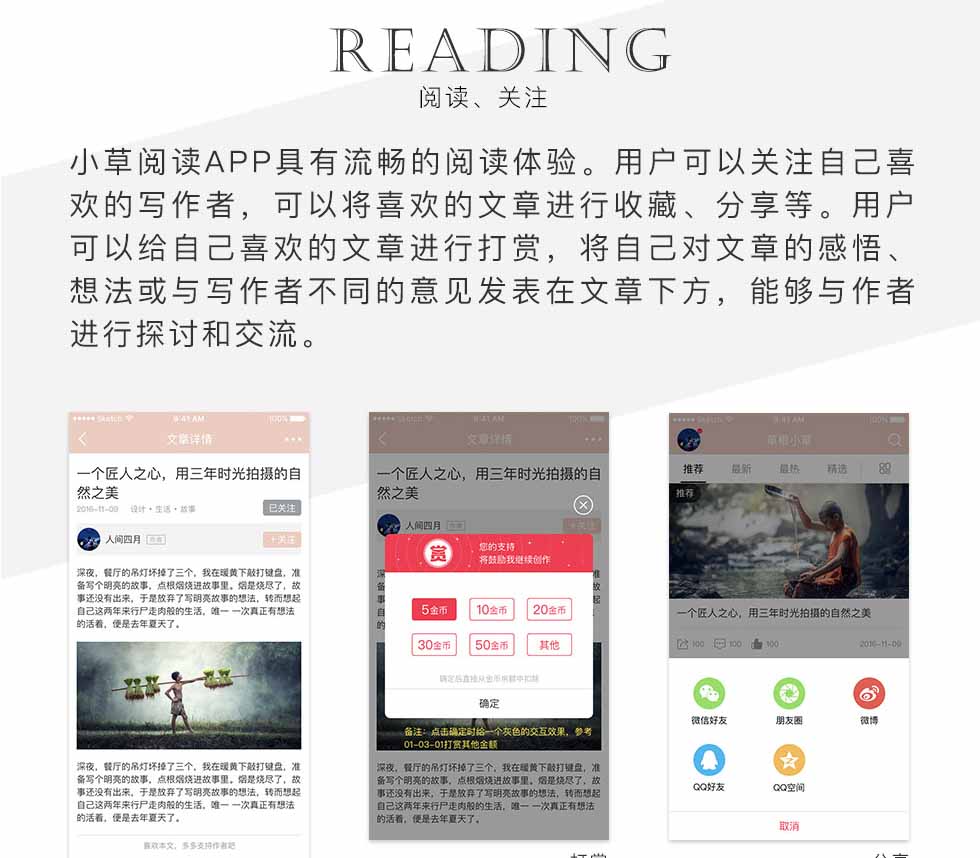 READING
阅读、关注
小草阅读APP具有流畅的阅读体验。用户可以关注自己喜
欢的写作者，可以将喜欢的文章进行收藏、分享等。用户
可以给自己喜欢的文章进行打赏，将自己对文章的感悟、
想法或与写作者不同的意见发表在文章下方，能够与作者
进行探讨和交流。
Sketch 9:41 AM 100%
文章详情
一个匠人之心，用三年时光拍摄的自
然之美
2016-11-09 设计・生活・故事 已关注
人间四月 作者 +关注
深夜，餐厅的吊灯坏掉了三个，我在暖黄下敲打键盘，准
备写个明亮的故事，点根烟烧进故事里。烟是烧尽了，故
事还没有出来，于是放弃了写明亮故事的想法，转而想起
自己这两年来行尸走肉般的生活，唯一 一次真正有想法
的活着，便是去年夏天了。
深夜，餐厅的吊灯坏掉了三个，我在暖黄下敲打键盘，准
备写个明亮的故事，点根烟烧进故事里。烟是烧尽了，故
事还没有出来，于是放弃了写明亮故事的想法，转而想起
自己这两年来行尸走肉般的生活，唯一 一次真正有想法
的活着，便是去年夏天了。
喜欢本文，多多支持作者吧
Sketch 9:41 AM 100%
文章详情
一个匠人之心，用三年时光拍摄的自
然之美
人间四月 作者 +关注
赏
您的支持
将鼓励我继续创作
5金币 10金币 20金币
30金币 50金币 其他
确定后直接从金币余额中扣除
确定
备注：点击确定时给一个灰色的交互效果，参考
01-03-01打赏其他金额
深夜，餐厅的吊灯坏掉了三个，我在暖黄下敲打键盘，准
备写个明亮的故事，点根烟烧进故事里。烟是烧尽了，故
事还没有出来，于是放弃了写明亮故事的想法，转而想起
自己这两年来行尸走肉般的生活，唯一 一次真正有想法
的活着，便是去年夏天了。
Sketch 9:41 AM 100%
草根小草
推荐 最新 最热 精选
推荐
一个匠人之心，用三年时光拍摄的自然之美
100 100 100 2016-11-09
微信好友 朋友圈 微博
QQ好友 QQ空间
取消